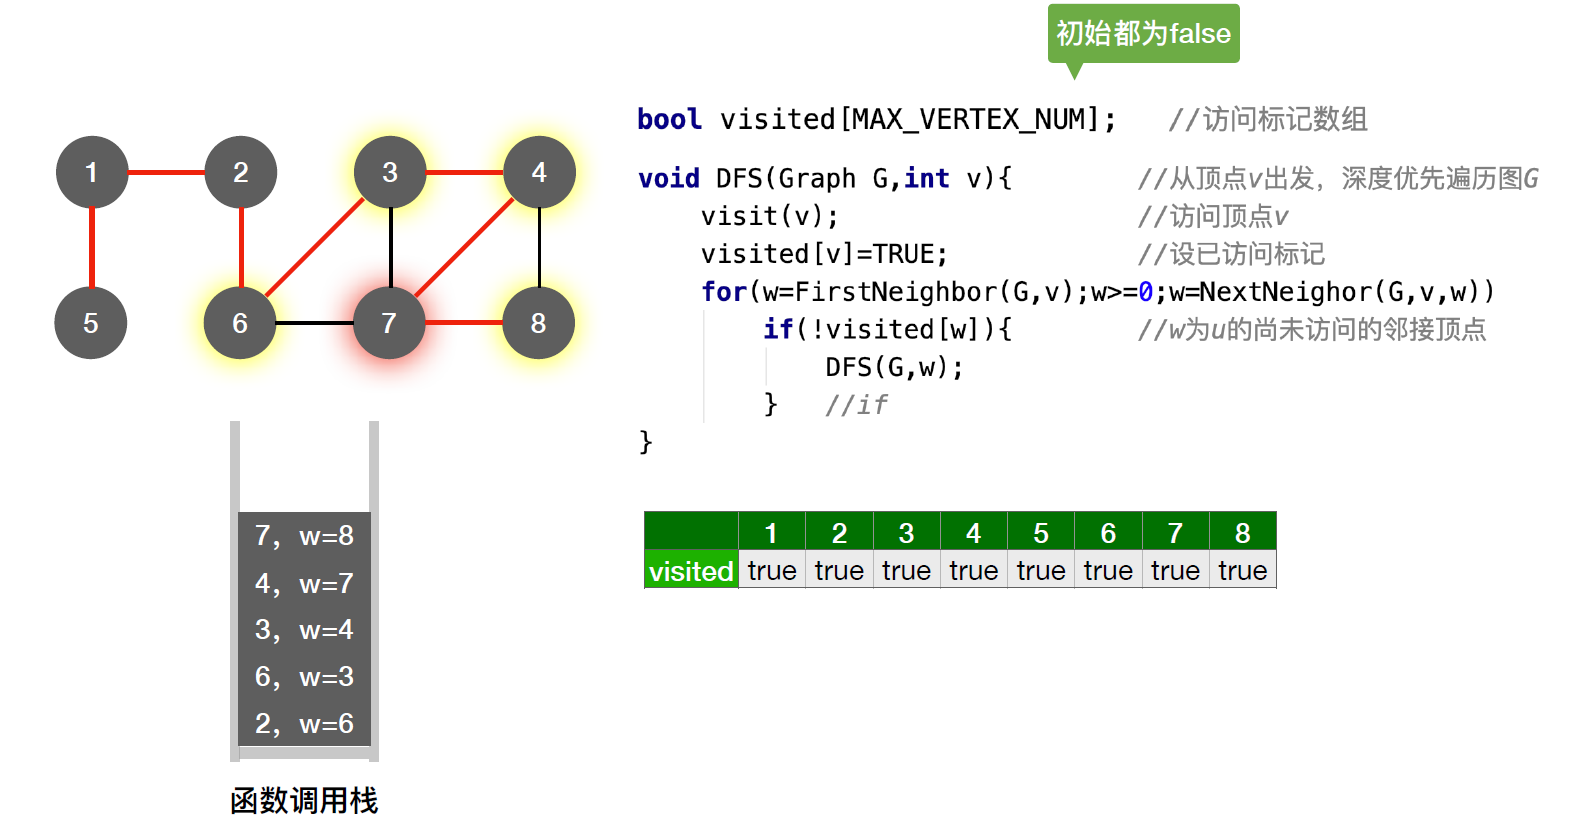 初始都为false
bool visited[MAX_VERTEX_NUM]; //访问标记数组
void DFS(Graph G,int v){ //从顶点v出发，深度优先遍历图G
visit(v); //访问顶点v
visited[v]=TRUE; //设已访问标记
for(w=FirstNeighbor(G,v);w>=0;w=NextNeighor(G,v,w))
if(!visited[w]){ //w为u的尚未访问的邻接顶点
DFS(G,w);
} //if
}
1 2 3 4
5 6 7 8
7，w=8
4，w=7
3，w=4
6，w=3
2，w=6
函数调用栈
1 2 3 4 5 6 7 8
visited true true true true true true true true